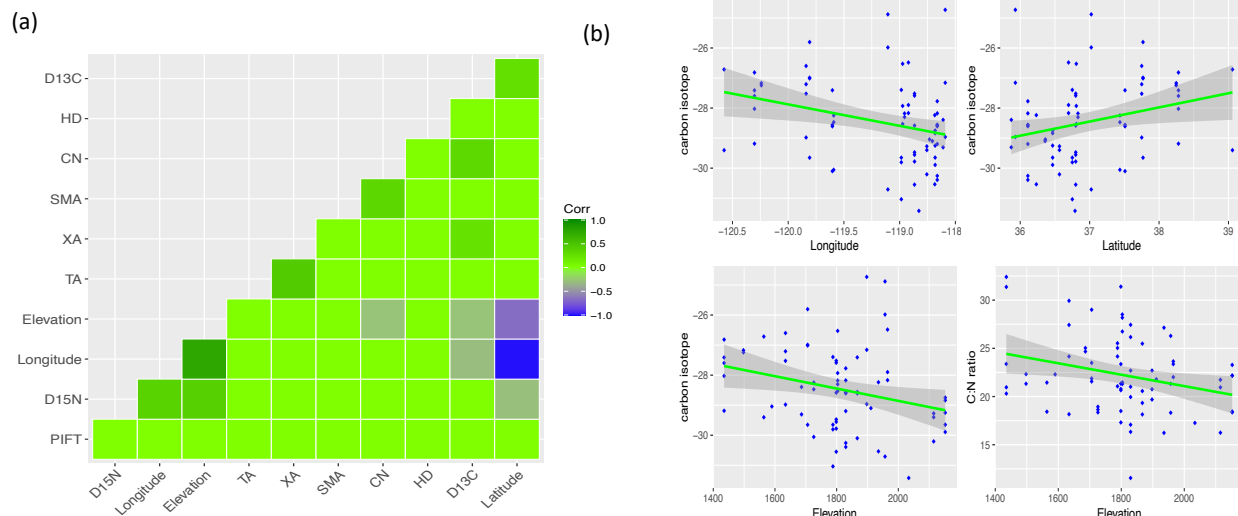 (a)
D13C
HD
CN
SMA
XA
TA
Elevation
Longitude
D15N
PIFT
D15N
Longitude
Elevation
TA
XA
SMA
CN
HD
D13C
Latitude
Corr
1.0
0.5
0.0
-0.5
-1.0
(b)
carbon isotope
-26
-28
-30
-120.5
-120.0
-119.5
-119.0
-118
Longitude
carbon isotope
-26
-28
-30
36
37
38
39
Latitude
carbon isotope
-26
-28
-30
1400
1600
1800
2000
Elevation
C:N ratio
30
25
20
15
1400
1600
1800
2000
Elevation